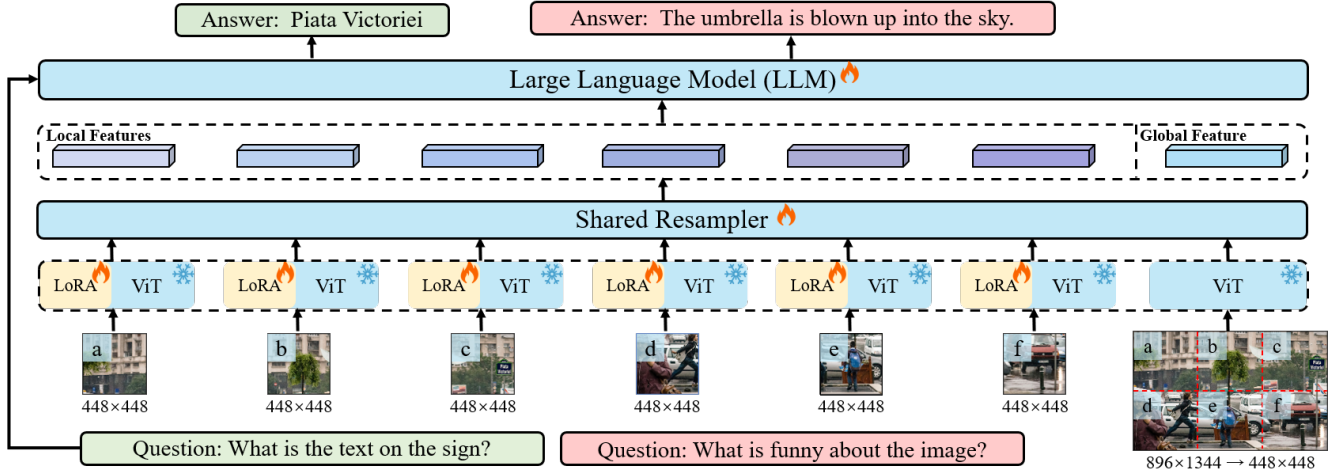 Answer: Piata Victoriei
Answer: The umbrella is blown up into the sky.
Large Language Model (LLM)
Local Features
Global Feature
Shared Resampler
LoRA ViT LoRA ViT LoRA ViT LoRA ViT LoRA ViT LoRA ViT ViT
a b c d e f
Piata
Victoriei
a b c
d e f
448×448 448×448 448×448 448×448 448×448 448×448
Question: What is the text on the sign?
Question: What is funny about the image?
896×1344 → 448×448